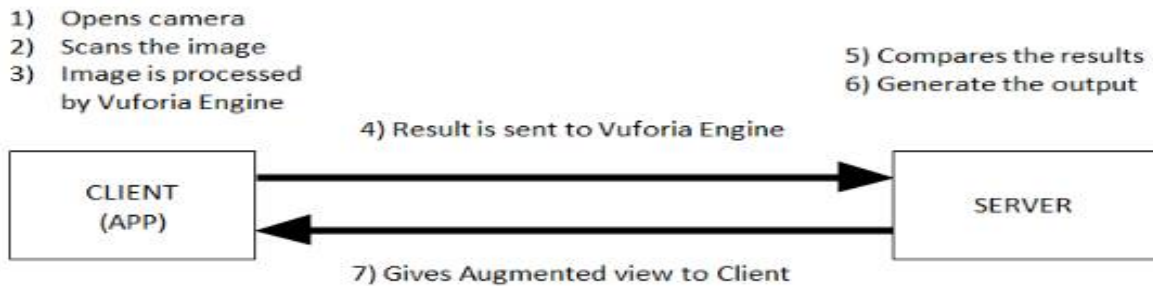 1) Opens camera
2) Scans the image
3) Image is processed
by Vuforia Engine
4) Result is sent to Vuforia Engine
5) Compares the results
6) Generate the output
CLIENT
(APP)
SERVER
7) Gives Augmented view to Client